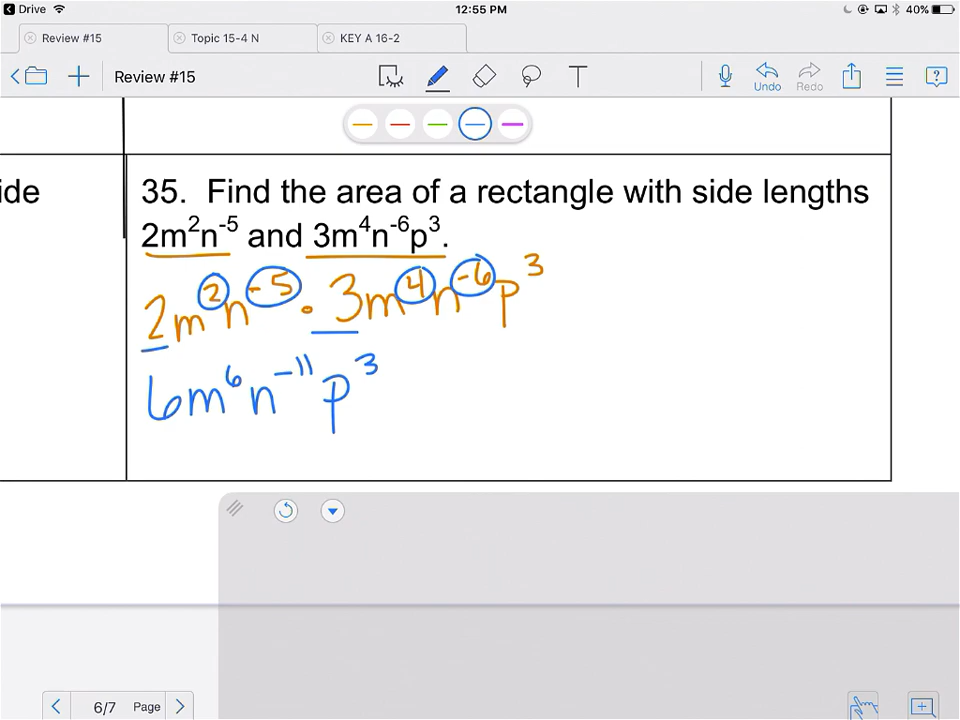 Drive 12:55 PM 40%
Review #15 Topic 15-4 N KEY A 16-2
Review #15 T Undo Redo ?
ide
35. Find the area of a rectangle with side lengths
2m²n⁻⁵ and 3m⁴n⁻⁶p³.
2m²n⁻⁵ · 3m⁴n⁻⁶p³
6m⁶n⁻¹¹p³
6/7 Page